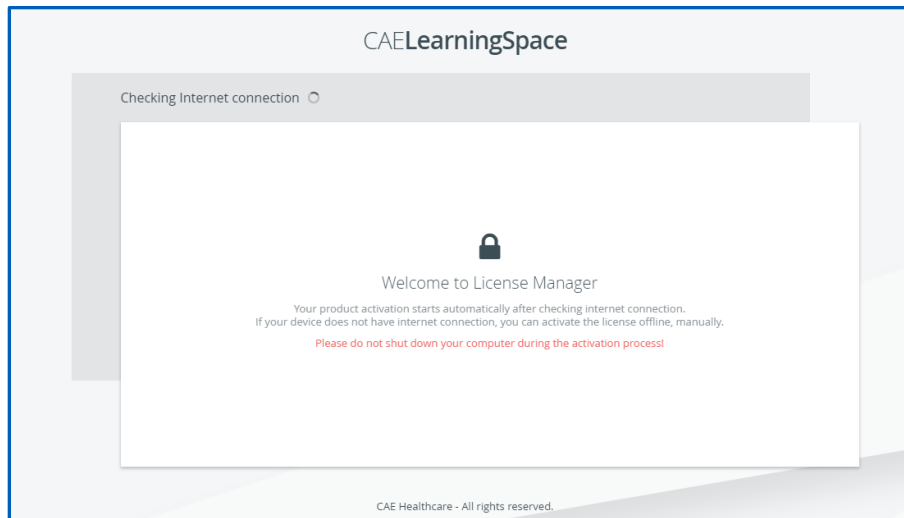 CAELearningSpace
Checking Internet connection
Welcome to License Manager
Your product activation starts automatically after checking internet connection.
If your device does not have internet connection, you can activate the license offline, manually.
Please do not shut down your computer during the activation process!
CAE Healthcare - All rights reserved.